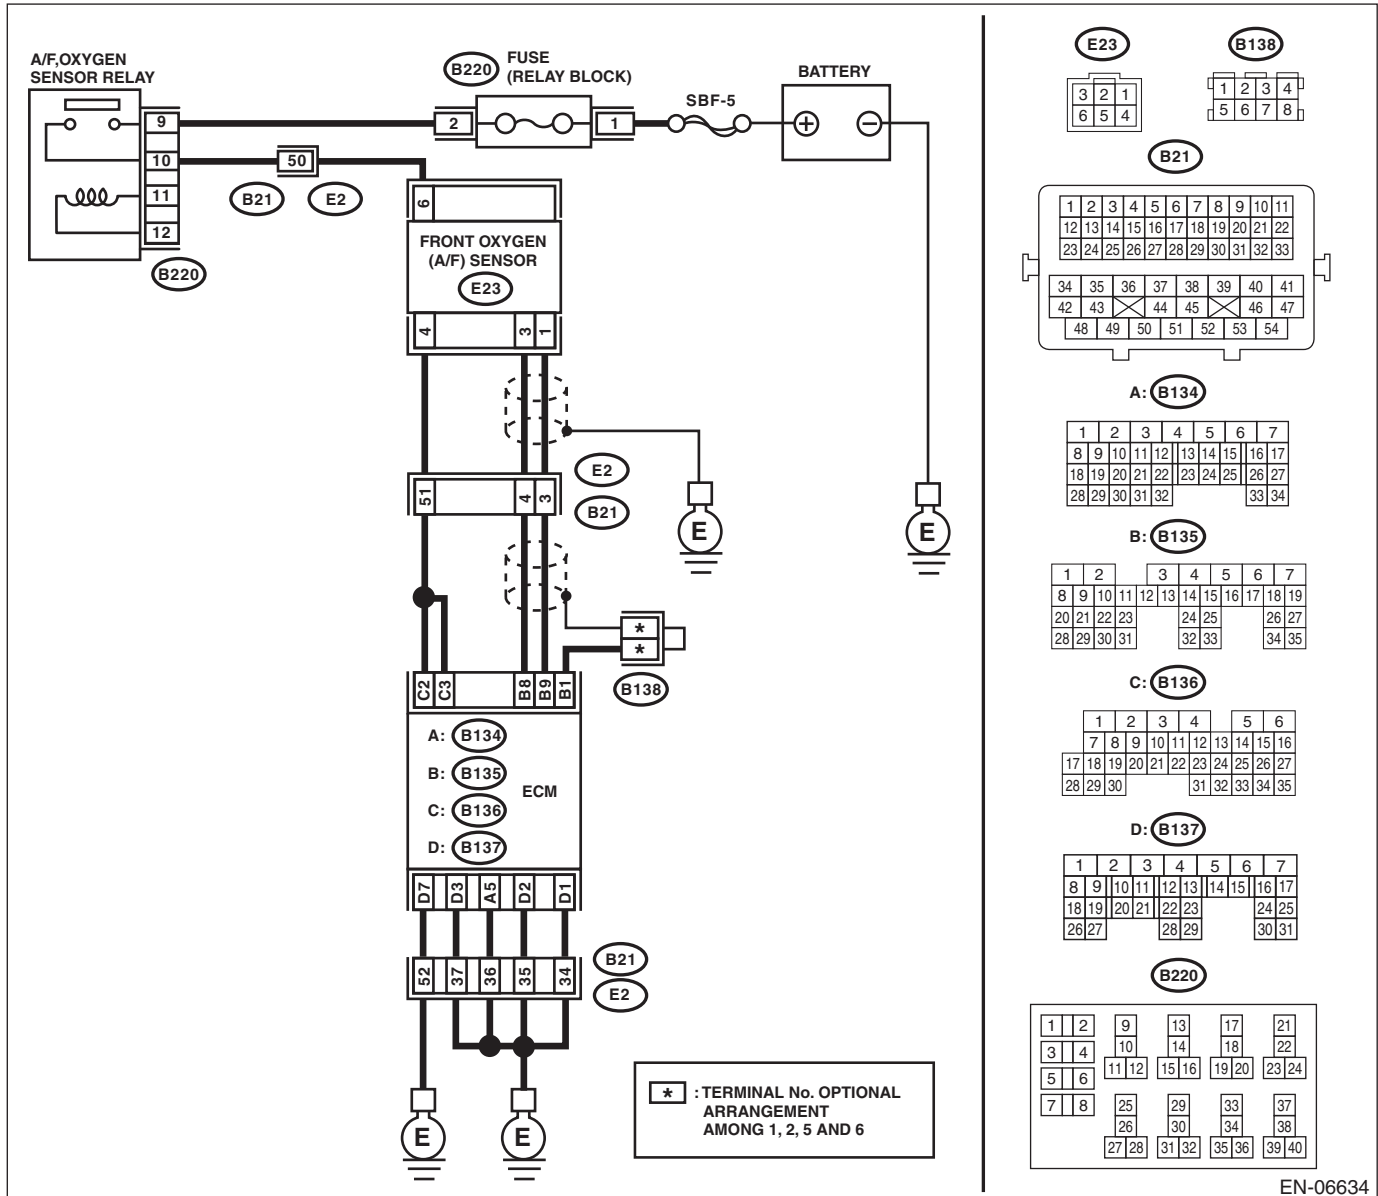 A/F,OXYGEN
SENSOR RELAY
9
10
11
12
B220
B220
FUSE
(RELAY BLOCK)
2
1
SBF-5
BATTERY
+
−
50
B21
E2
6
FRONT OXYGEN
(A/F) SENSOR
E23
4
3
1
E2
B21
51
4
3
E
E
*
*
B138
C2
C3
B8
B9
B1
A: B134
B: B135
C: B136
D: B137
ECM
D7
D3
A5
D2
D1
52
37
36
35
34
B21
E2
E
E
* : TERMINAL No. OPTIONAL
ARRANGEMENT
AMONG 1, 2, 5 AND 6
E23
3 2 1
6 5 4
B138
1 2 3 4
5 6 7 8
B21
1 2 3 4 5 6 7 8 9 10 11
12 13 14 15 16 17 18 19 20 21 22
23 24 25 26 27 28 29 30 31 32 33
34 35 36 37 38 39 40 41
42 43 44 45 46 47
48 49 50 51 52 53 54
A: B134
1 2 3 4 5 6 7
8 9 10 11 12 13 14 15 16 17
18 19 20 21 22 23 24 25 26 27
28 29 30 31 32 33 34
B: B135
1 2 3 4 5 6 7
8 9 10 11 12 13 14 15 16 17 18 19
20 21 22 23 24 25 26 27
28 29 30 31 32 33 34 35
C: B136
1 2 3 4 5 6
7 8 9 10 11 12 13 14 15 16
17 18 19 20 21 22 23 24 25 26 27
28 29 30 31 32 33 34 35
D: B137
1 2 3 4 5 6 7
8 9 10 11 12 13 14 15 16 17
18 19 20 21 22 23 24 25
26 27 28 29 30 31
B220
1 2 9 13 17 21
3 4 10 14 18 22
11 12 15 16 19 20 23 24
5 6
7 8 25 29 33 37
26 30 34 38
27 28 31 32 35 36 39 40
EN-06634